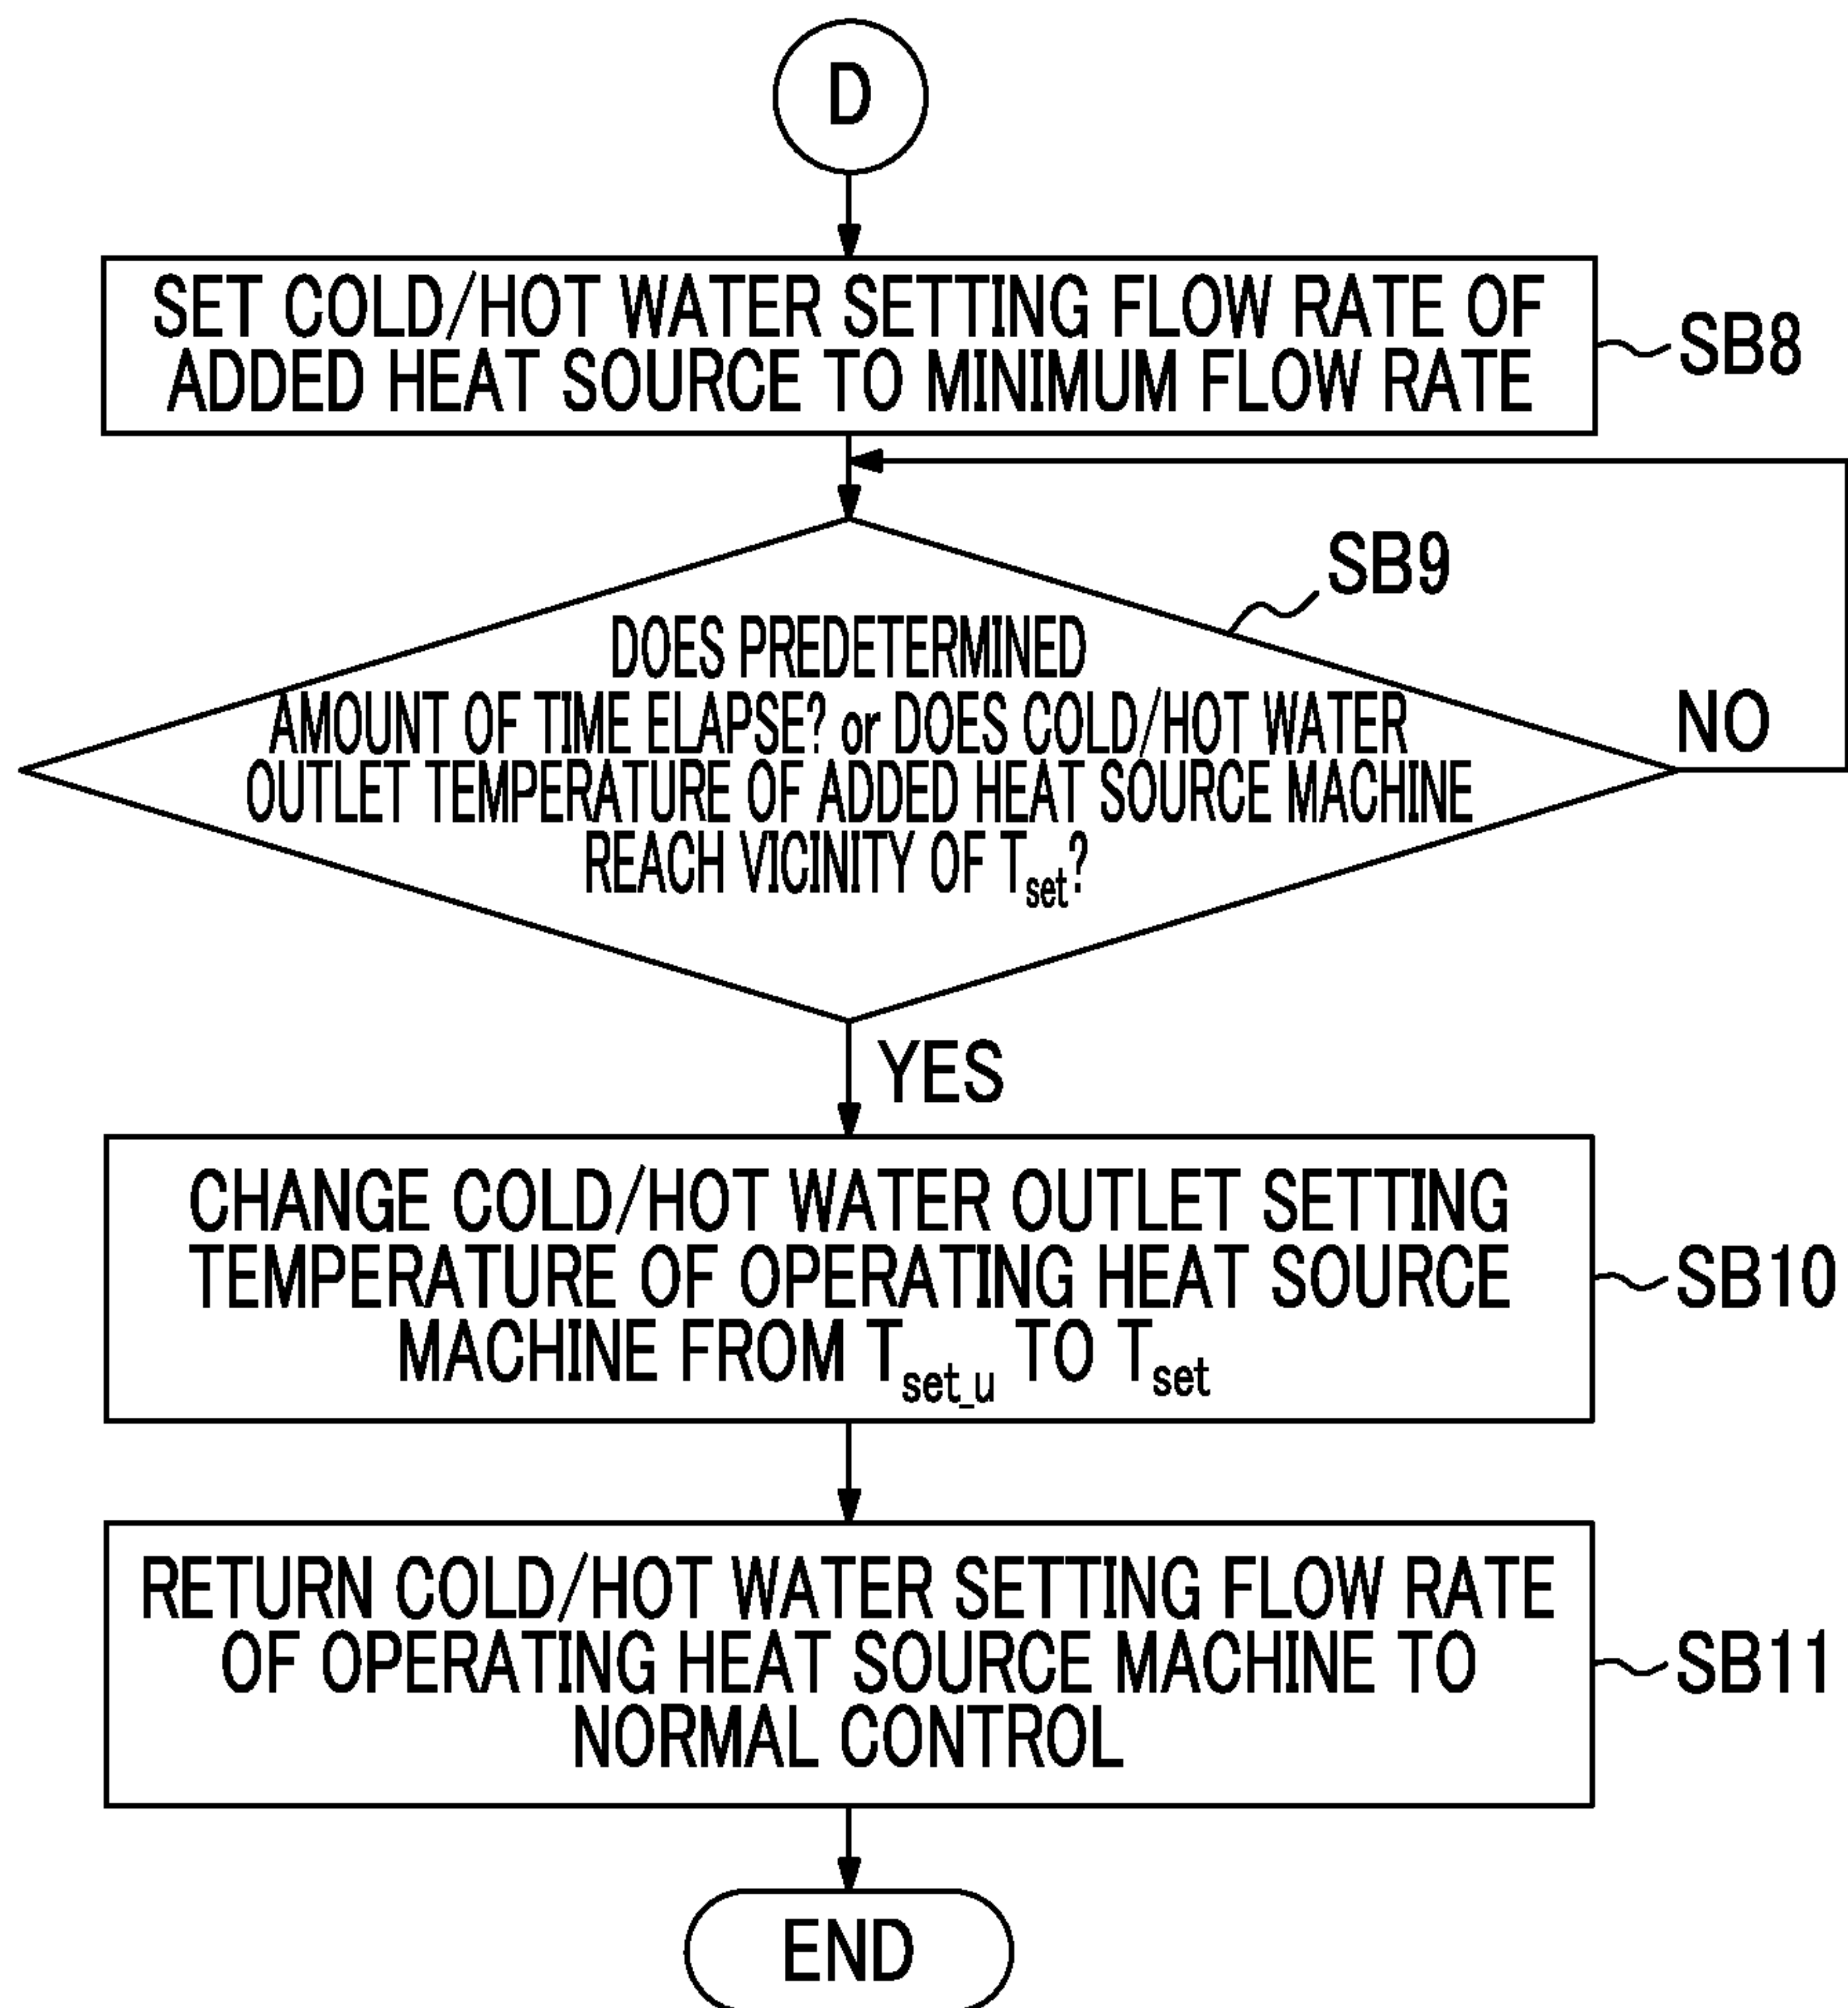 D
SET COLD/HOT WATER SETTING FLOW RATE OF
ADDED HEAT SOURCE TO MINIMUM FLOW RATE
SB8
SB9
DOES PREDETERMINED
AMOUNT OF TIME ELAPSE? or DOES COLD/HOT WATER
OUTLET TEMPERATURE OF ADDED HEAT SOURCE MACHINE
REACH VICINITY OF Tset?
NO
YES
CHANGE COLD/HOT WATER OUTLET SETTING
TEMPERATURE OF OPERATING HEAT SOURCE
MACHINE FROM Tset_u TO Tset
SB10
RETURN COLD/HOT WATER SETTING FLOW RATE
OF OPERATING HEAT SOURCE MACHINE TO
NORMAL CONTROL
SB11
END